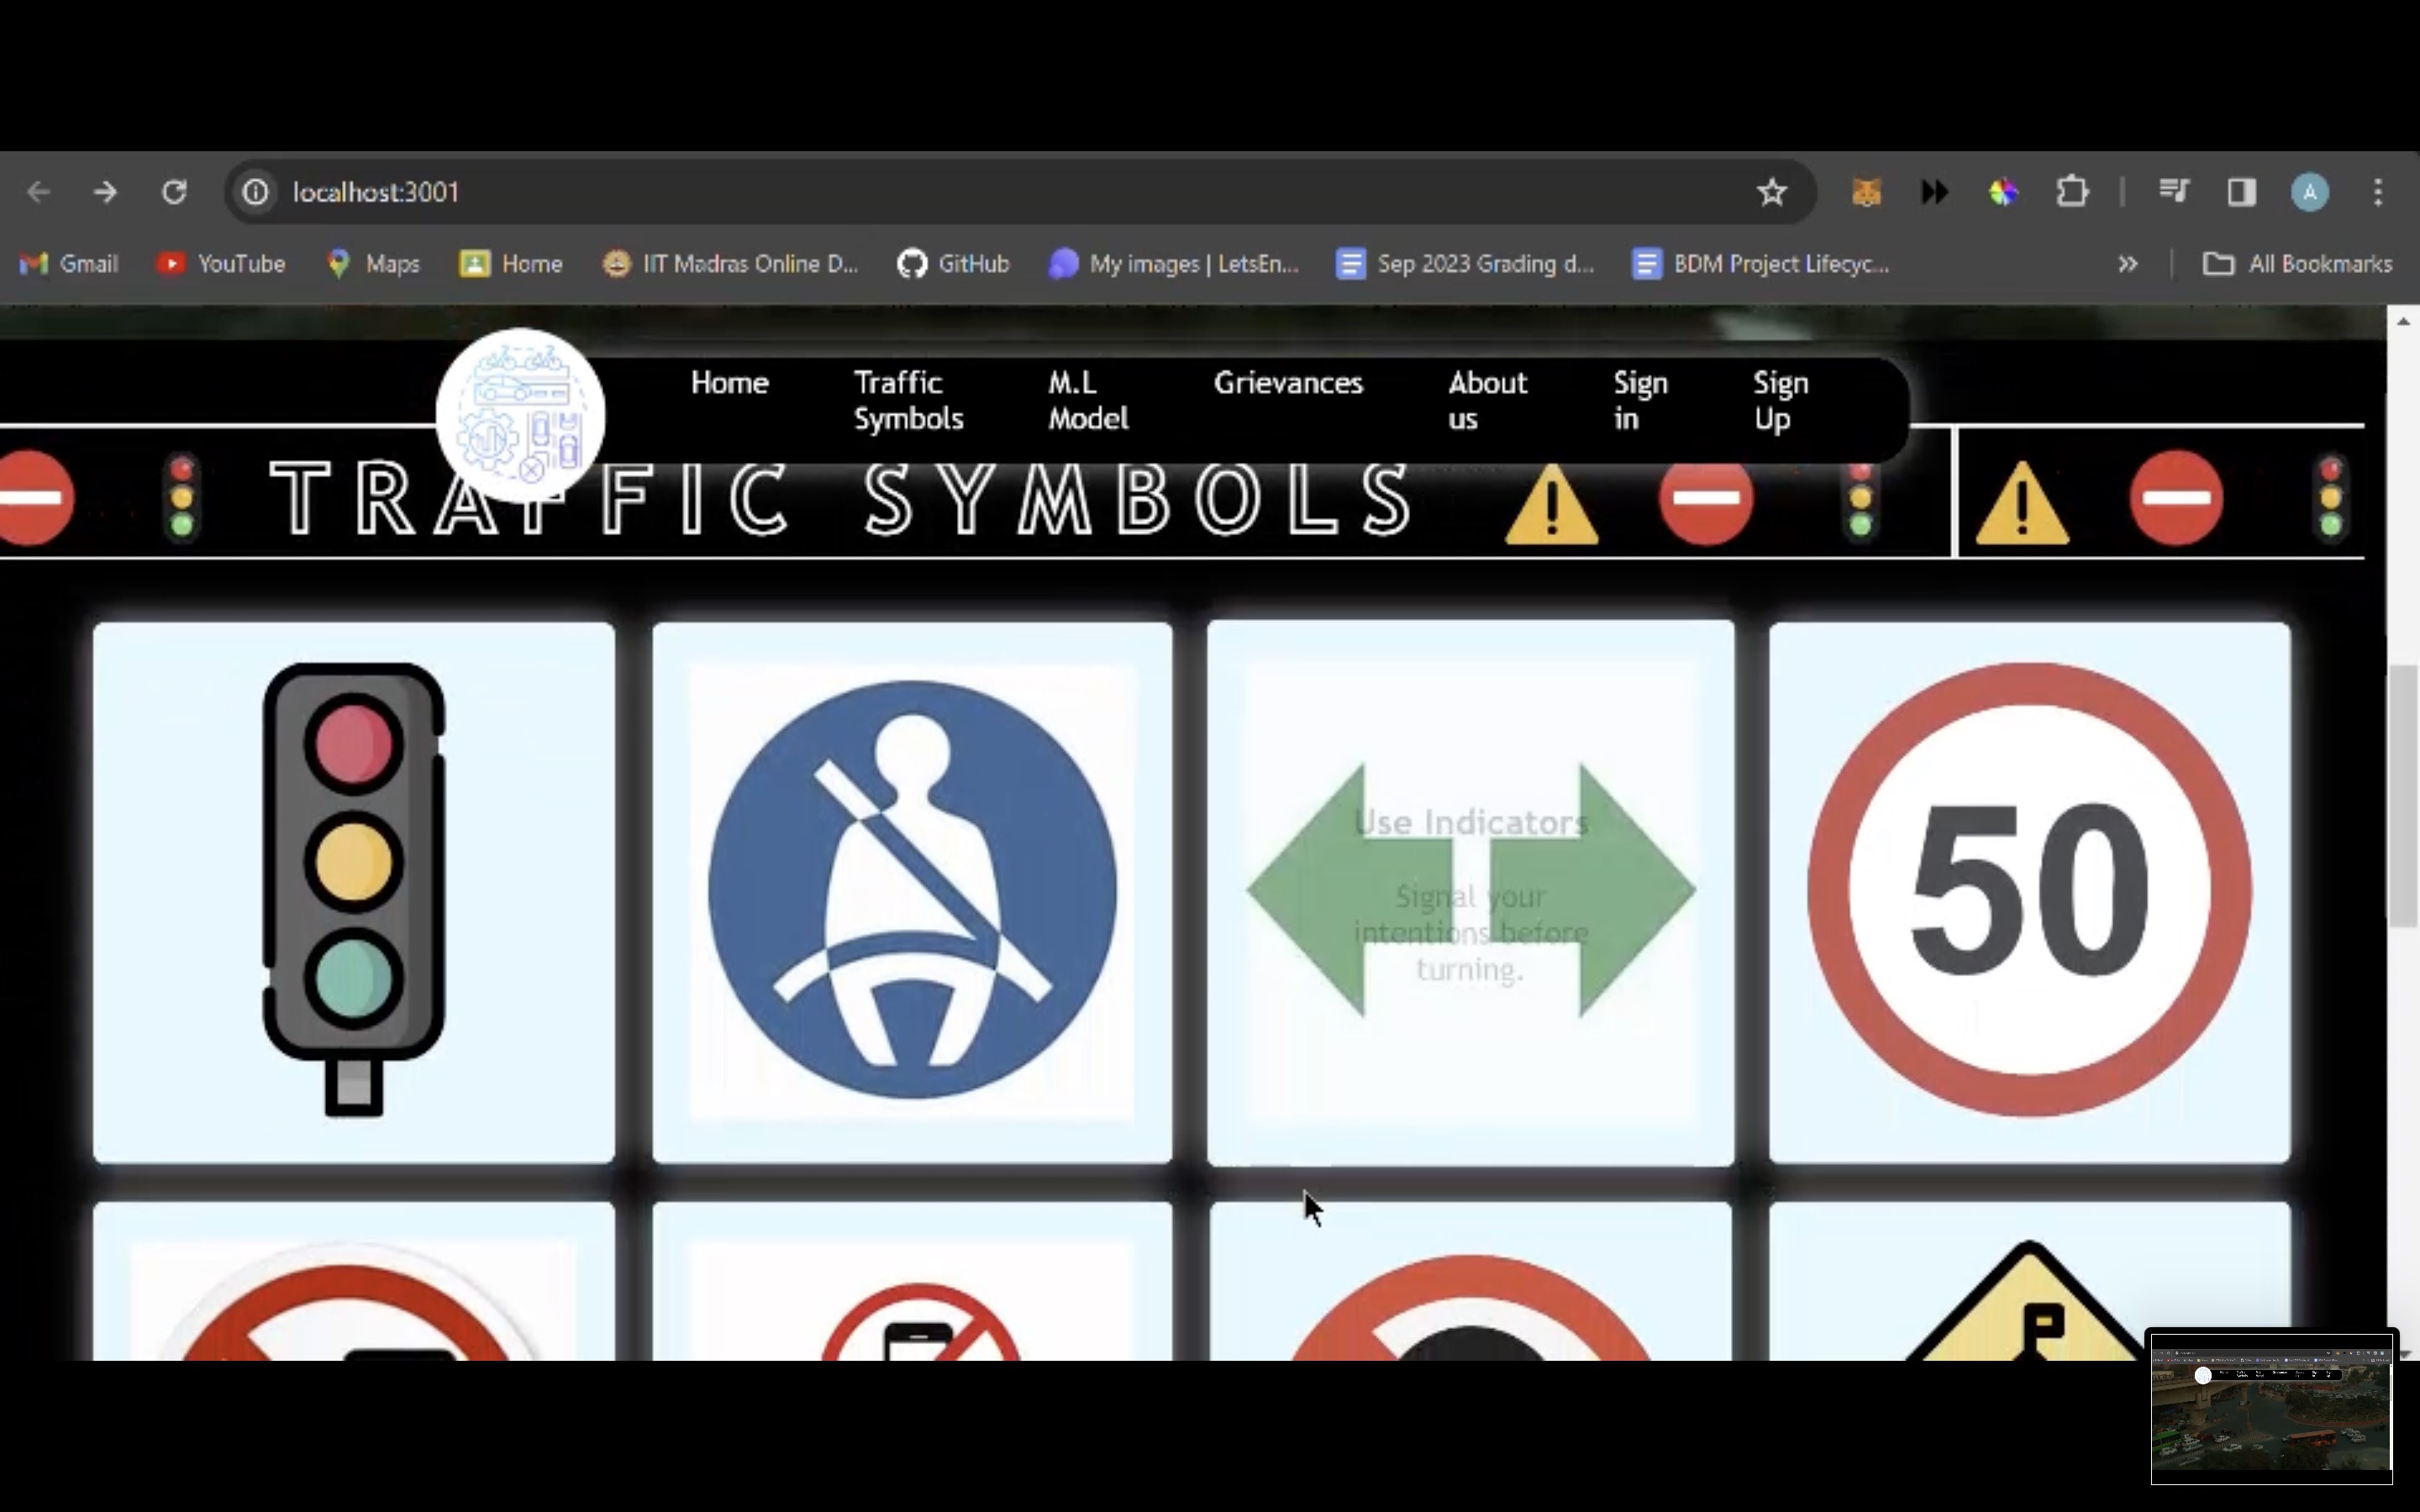 localhost:3001
A
Gmail
YouTube
Maps
Home
IIT Madras Online D...
GitHub
My images | LetsEn...
Sep 2023 Grading d...
BDM Project Lifecyc...
All Bookmarks
Home
Traffic
Symbols
M.L
Model
Grievances
About
us
Sign
in
Sign
Up
TRAFFIC SYMBOLS
Use Indicators
Signal your
intentions before
turning.
50
P